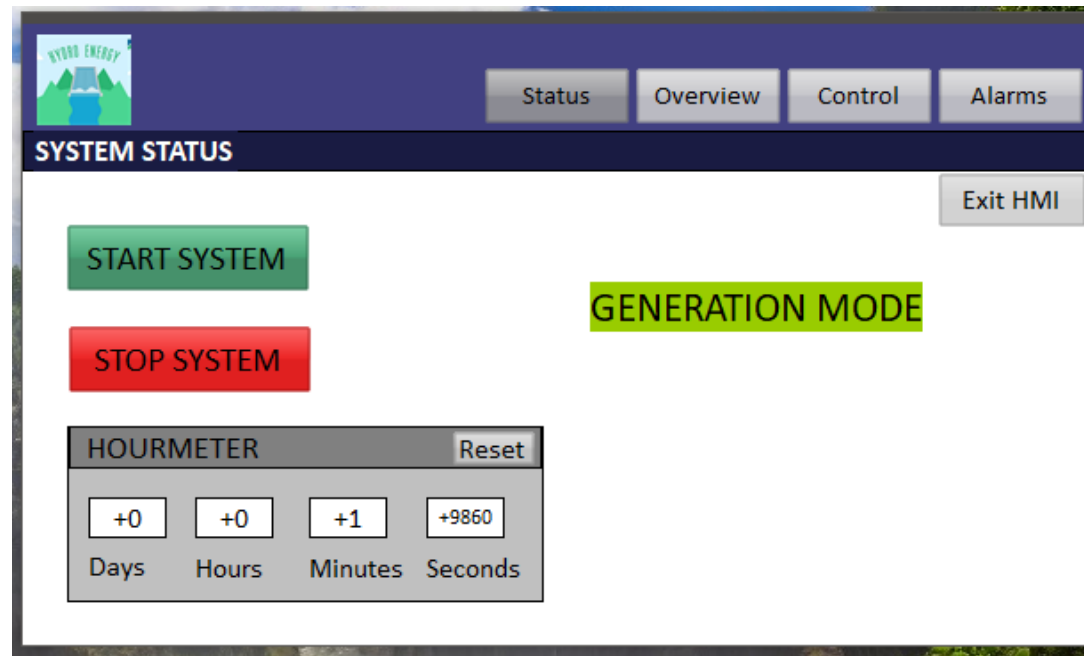 HYDRO ENERGY
Status Overview Control Alarms
SYSTEM STATUS
Exit HMI
START SYSTEM
GENERATION MODE
STOP SYSTEM
HOURMETER Reset
+0 +0 +1 +9860
Days Hours Minutes Seconds